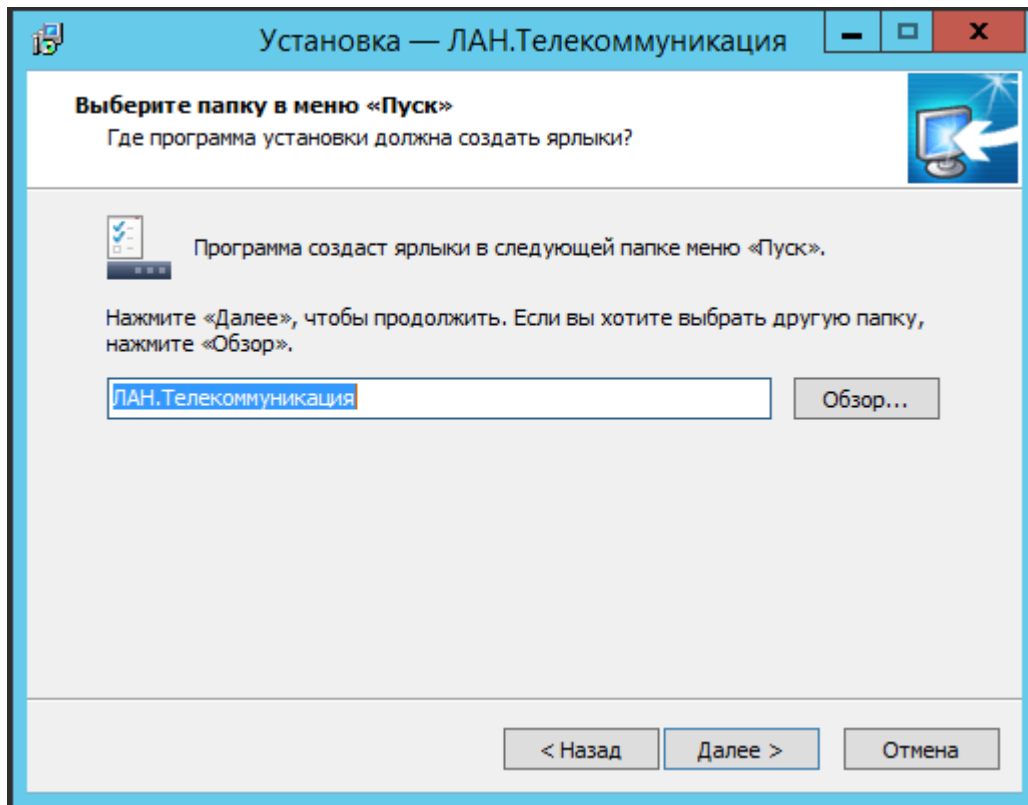 Установка — ЛАН.Телекоммуникация
Выберите папку в меню «Пуск»
Где программа установки должна создать ярлыки?
Программа создаст ярлыки в следующей папке меню «Пуск».
Нажмите «Далее», чтобы продолжить. Если вы хотите выбрать другую папку,
нажмите «Обзор».
ЛАН.Телекоммуникация
Обзор...
< Назад
Далее >
Отмена